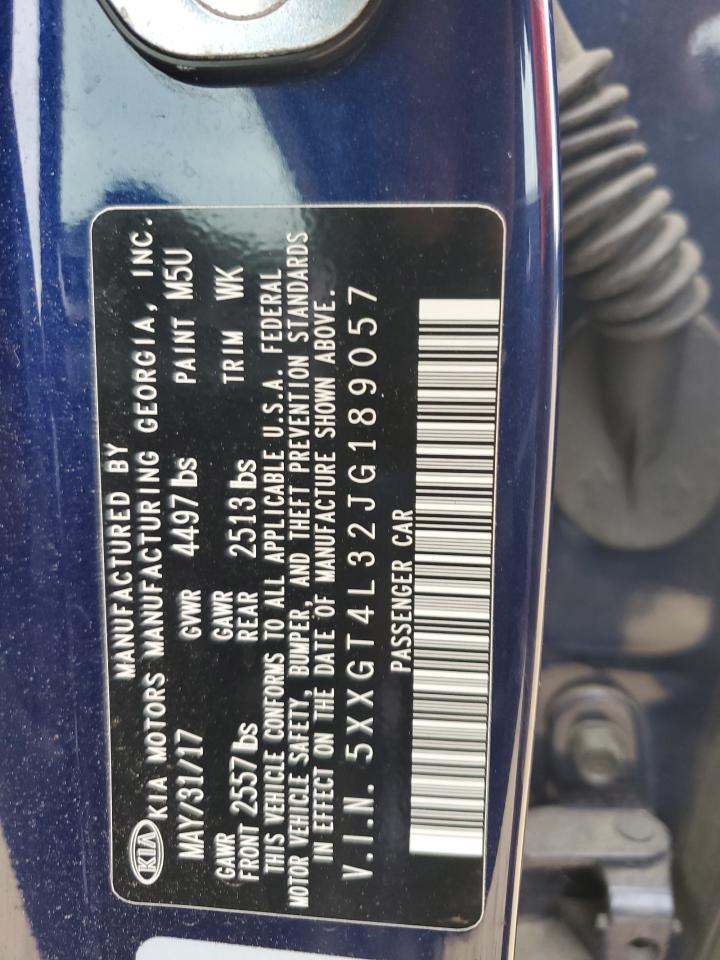 MANUFACTURED BY
KIA KIA MOTORS MANUFACTURING GEORGIA, INC.
MAY/31/17 GVWR 4497 lbs PAINT M5U
GAWR FRONT 2557 lbs GAWR REAR 2513 lbs TRIM WK
THIS VEHICLE CONFORMS TO ALL APPLICABLE U.S.A. FEDERAL
MOTOR VEHICLE SAFETY, BUMPER, AND THEFT PREVENTION STANDARDS
IN EFFECT ON THE DATE OF MANUFACTURE SHOWN ABOVE.
V.I.N. 5XXGT4L32JG189057
PASSENGER CAR